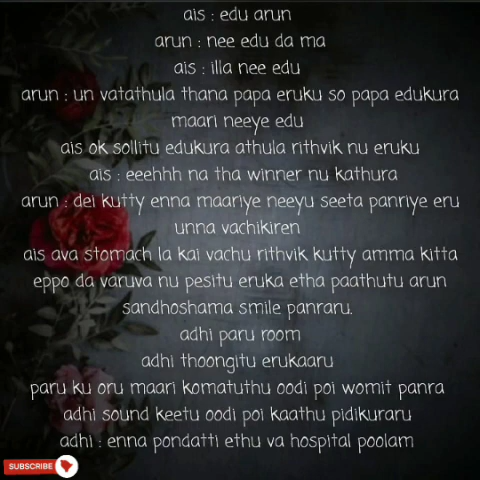 ais : edu arun
arun : nee edu da ma
ais : illa nee edu
arun : un vatathula thana papa eruku so papa edukura
maari neeye edu
ais ok sollitu edukura athula rithvik nu eruku
ais : eeehhh na tha winner nu kathura
arun : dei kutty enna maariye neeyu seeta panriye eru
unna vachikiren
ais ava stomach la kai vachu rithvik kutty amma kitta
eppo da varuva nu pesitu eruka etha paathutu arun
sandhoshama smile panraru.
adhi paru room
adhi thoongitu erukaaru
paru ku oru maari komatuthu oodi poi womit panra
adhi sound keetu oodi poi kaathu pidikuraru
adhi : enna pondatti ethu va hospital poolam
SUBSCRIBE